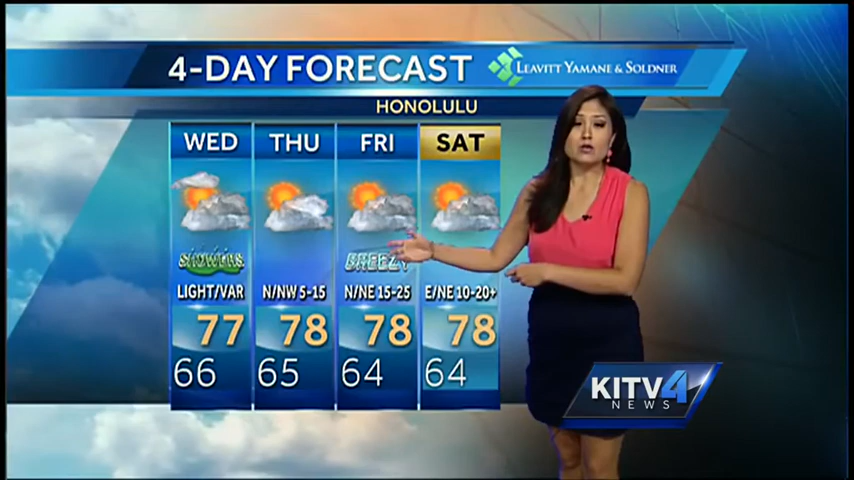 4-DAY FORECAST
LEAVITT YAMANE & SOLDNER
HONOLULU
WED THU FRI SAT
SHOWERS BREEZY
LIGHT/VAR N/NW 5-15 N/NE 15-25 E/NE 10-20+
77 78 78 78
66 65 64 64
KITV4
NEWS